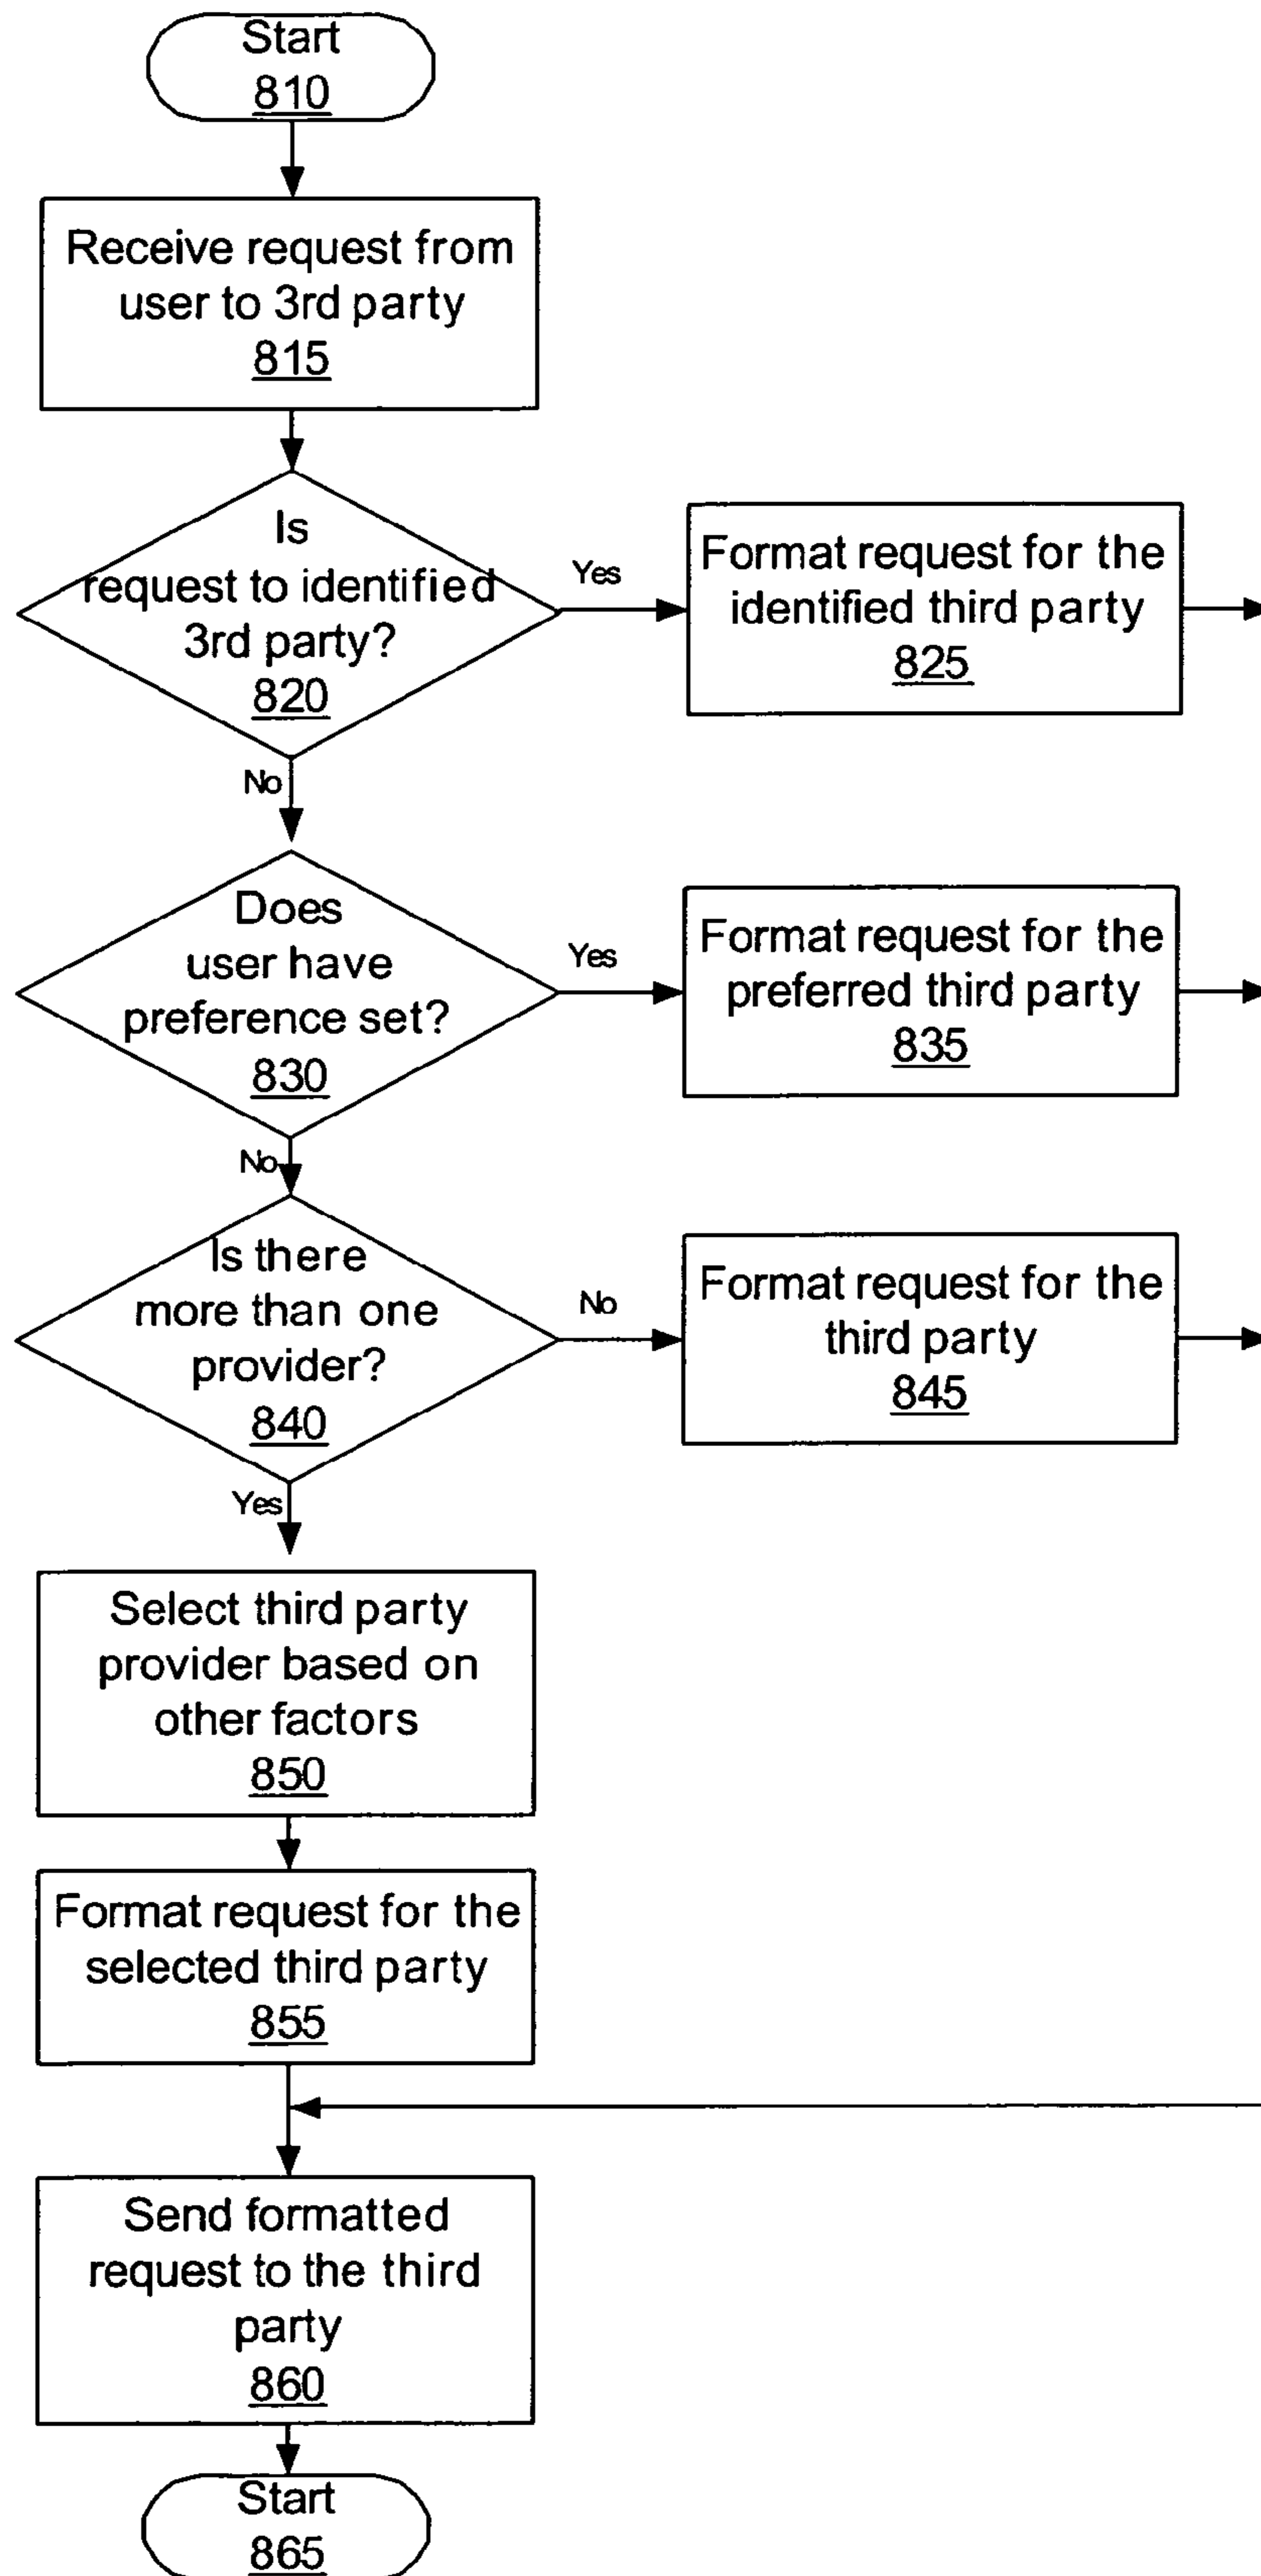 Start
810
Receive request from
user to 3rd party
815
Is
request to identified
3rd party?
820
Yes
Format request for the
identified third party
825
No
Does
user have
preference set?
830
Yes
Format request for the
preferred third party
835
No
Is there
more than one
provider?
840
No
Format request for the
third party
845
Yes
Select third party
provider based on
other factors
850
Format request for the
selected third party
855
Send formatted
request to the third
party
860
Start
865